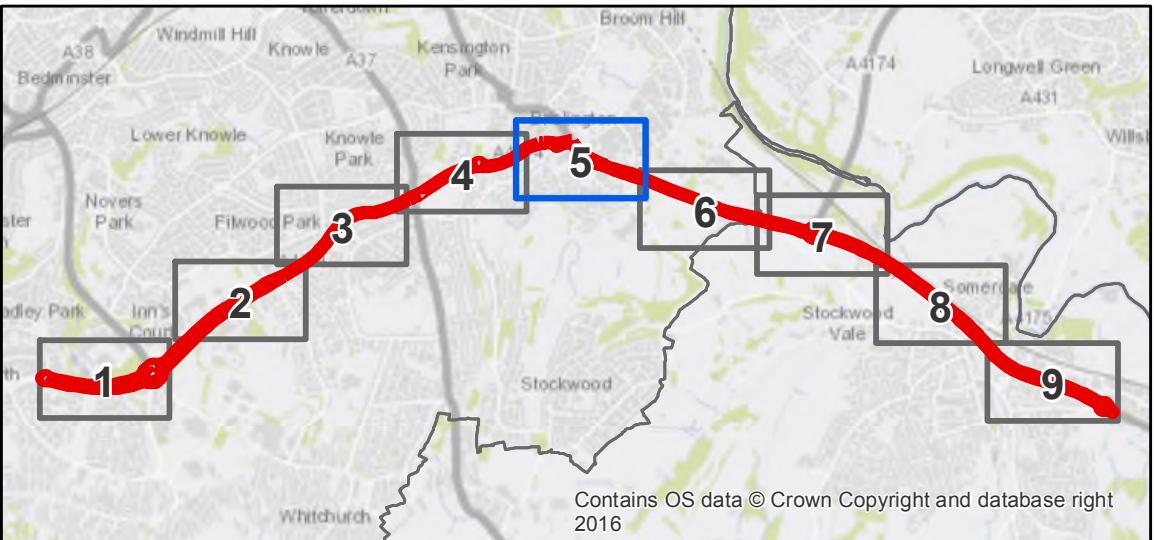 Broom Hill
Windmill Hill
Knowle
Kensington
Park
A38
A37
A4174
Longwell Green
Bedminster
A431
Lower Knowle
Knowle
Park
4
5
Novers
Park
Filwood Park
3
6
7
2
Inn's
Stockwood
Vale
8
1
Stockwood
9
Contains OS data © Crown Copyright and database right
2016
Whitchurch